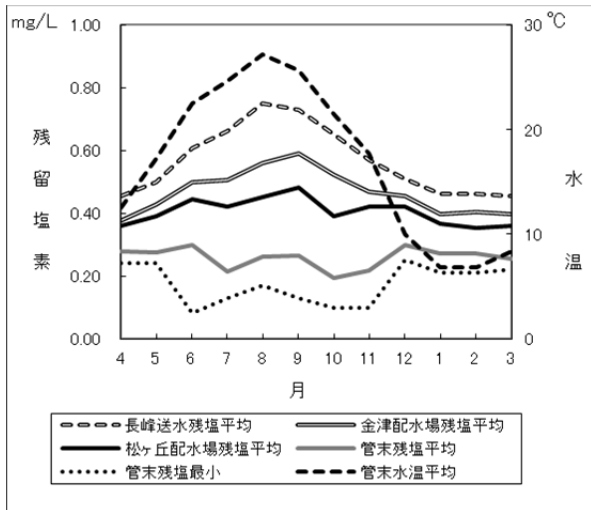 mg/L
1.00
0.80
0.60
0.40
0.20
0.00
残留塩素
30
20
10
0
℃
水温
4 5 6 7 8 9 10 11 12 1 2 3
月
長峰送水残塩平均 金津配水場残塩平均
松ヶ丘配水場残塩平均 管末残塩平均
管末残塩最小 管末水温平均